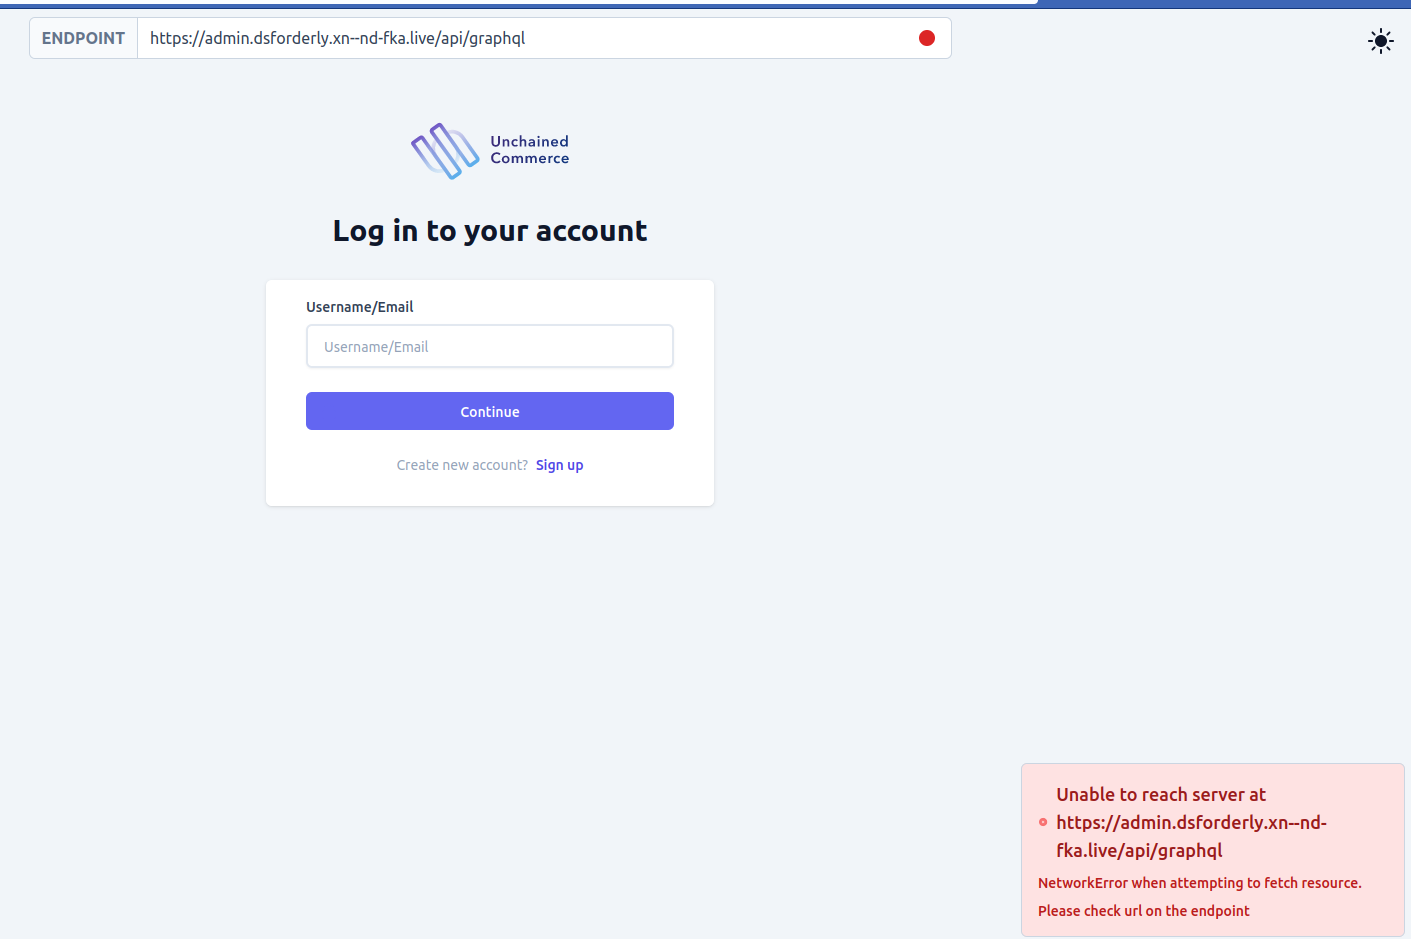 ENDPOINT https://admin.dsforderly.xn--nd-fka.live/api/graphql
Unchained
Commerce
Log in to your account
Username/Email
Username/Email
Continue
Create new account? Sign up
Unable to reach server at
https://admin.dsforderly.xn--nd-
fka.live/api/graphql
NetworkError when attempting to fetch resource.
Please check url on the endpoint